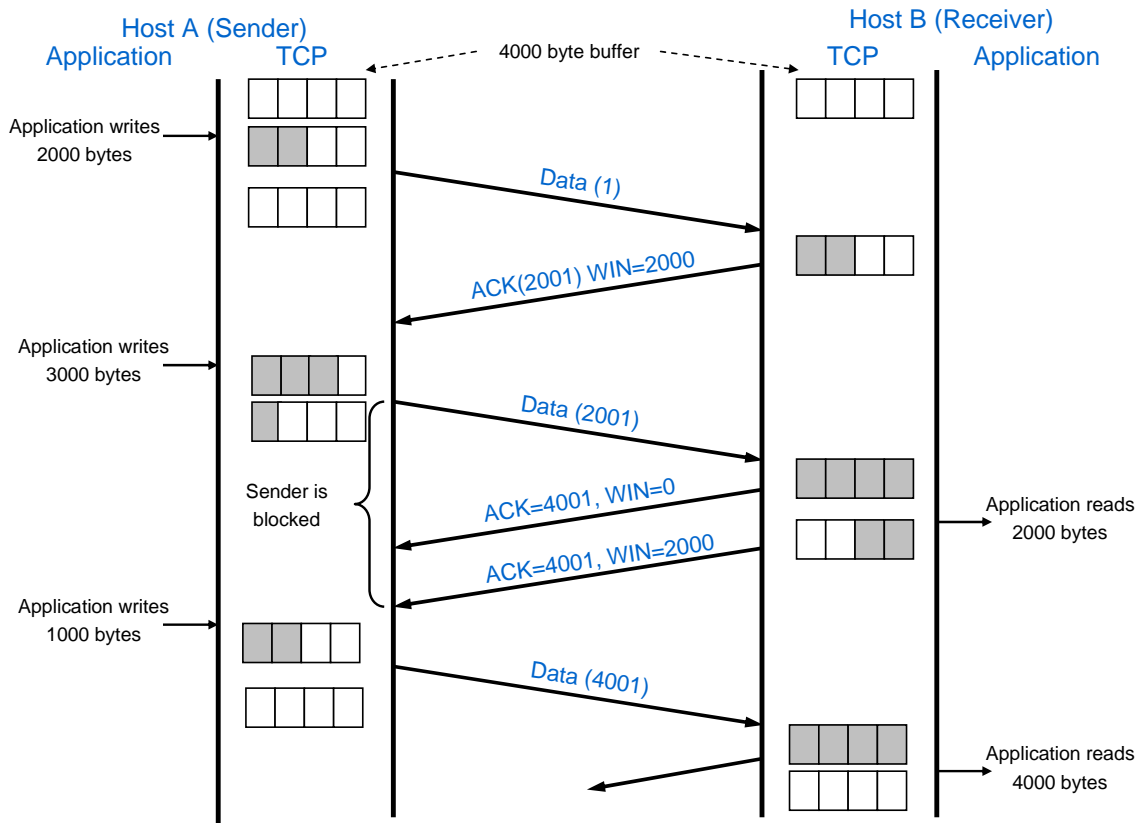 Host A (Sender)
Host B (Receiver)
Application
TCP
4000 byte buffer
TCP
Application
Application writes
2000 bytes
Data (1)
ACK(2001) WIN=2000
Application writes
3000 bytes
Data (2001)
Sender is
blocked
ACK=4001, WIN=0
Application reads
2000 bytes
ACK=4001, WIN=2000
Application writes
1000 bytes
Data (4001)
Application reads
4000 bytes